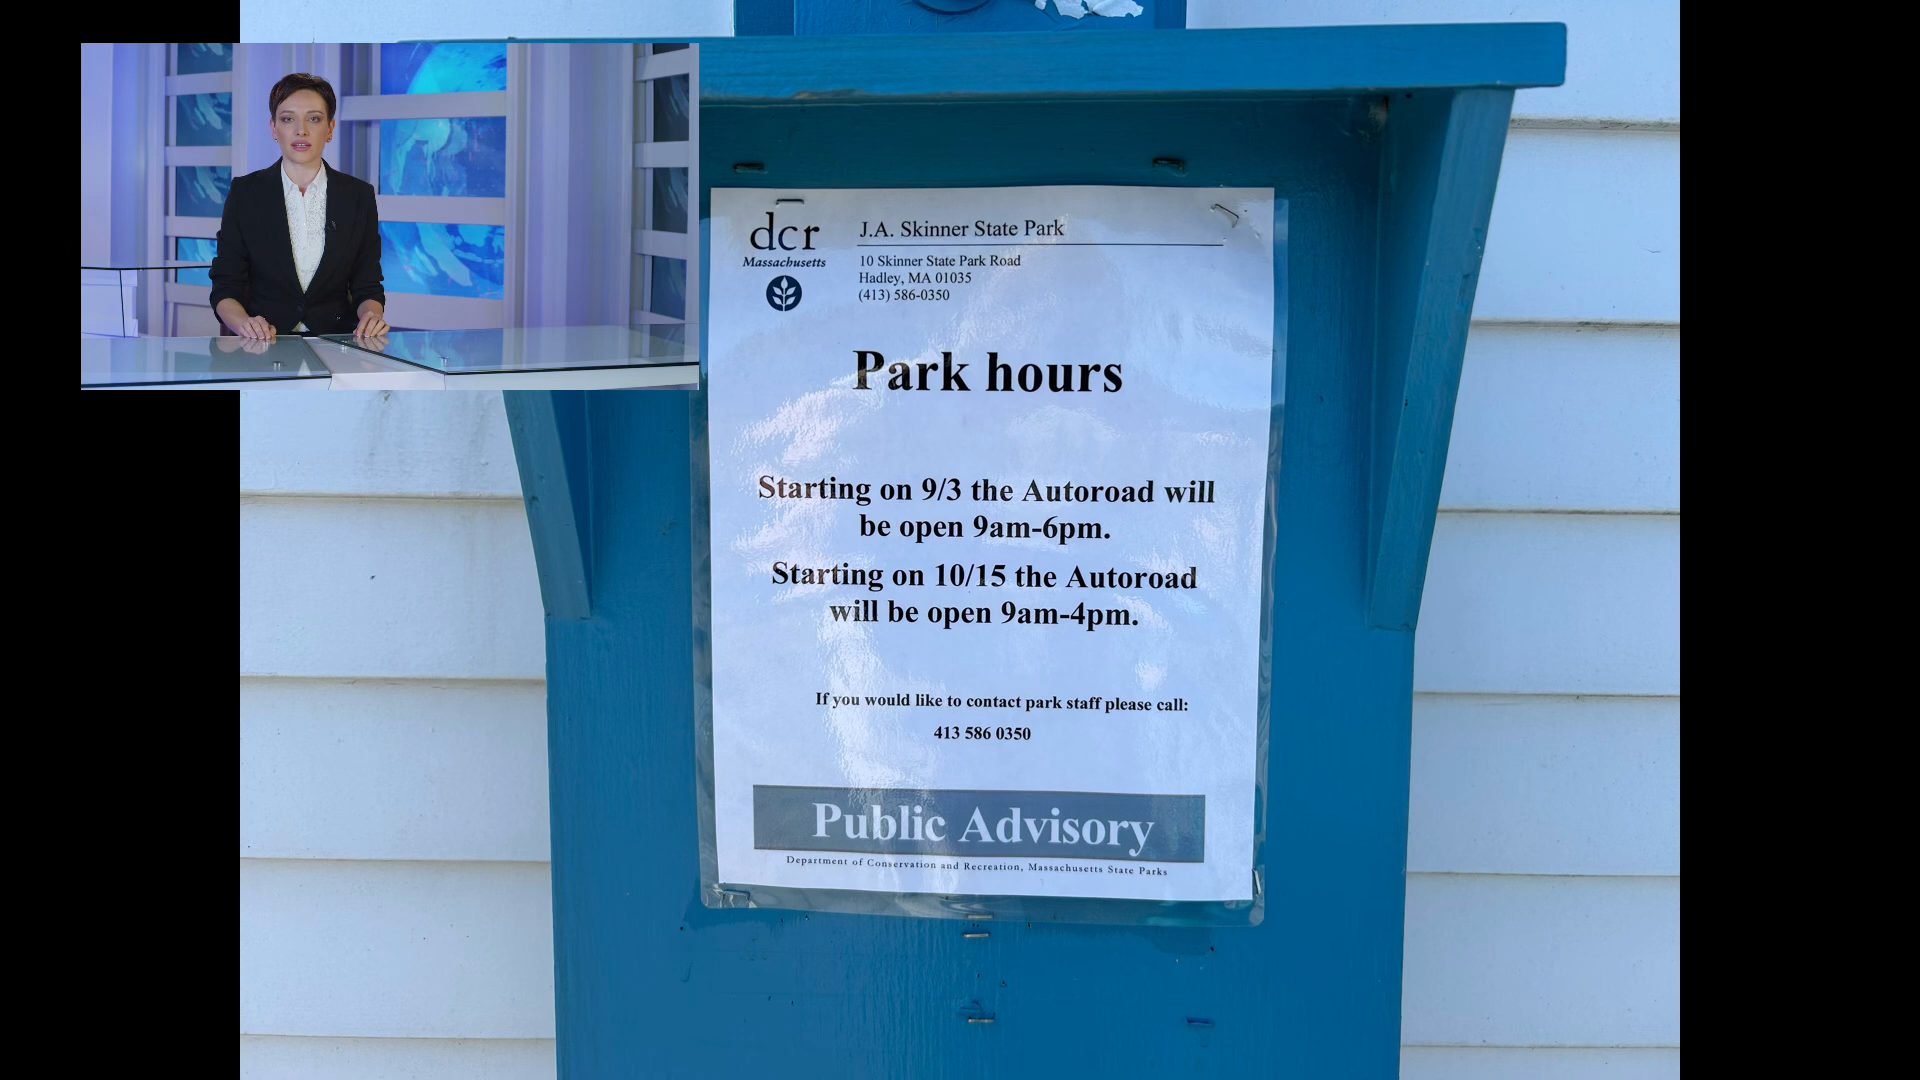 dcr
Massachusetts
J.A. Skinner State Park
10 Skinner State Park Road
Hadley, MA 01035
(413) 586-0350
Park hours
Starting on 9/3 the Autoroad will
be open 9am-6pm.
Starting on 10/15 the Autoroad
will be open 9am-4pm.
If you would like to contact park staff please call:
413 586 0350
Public Advisory
Department of Conservation and Recreation, Massachusetts State Parks